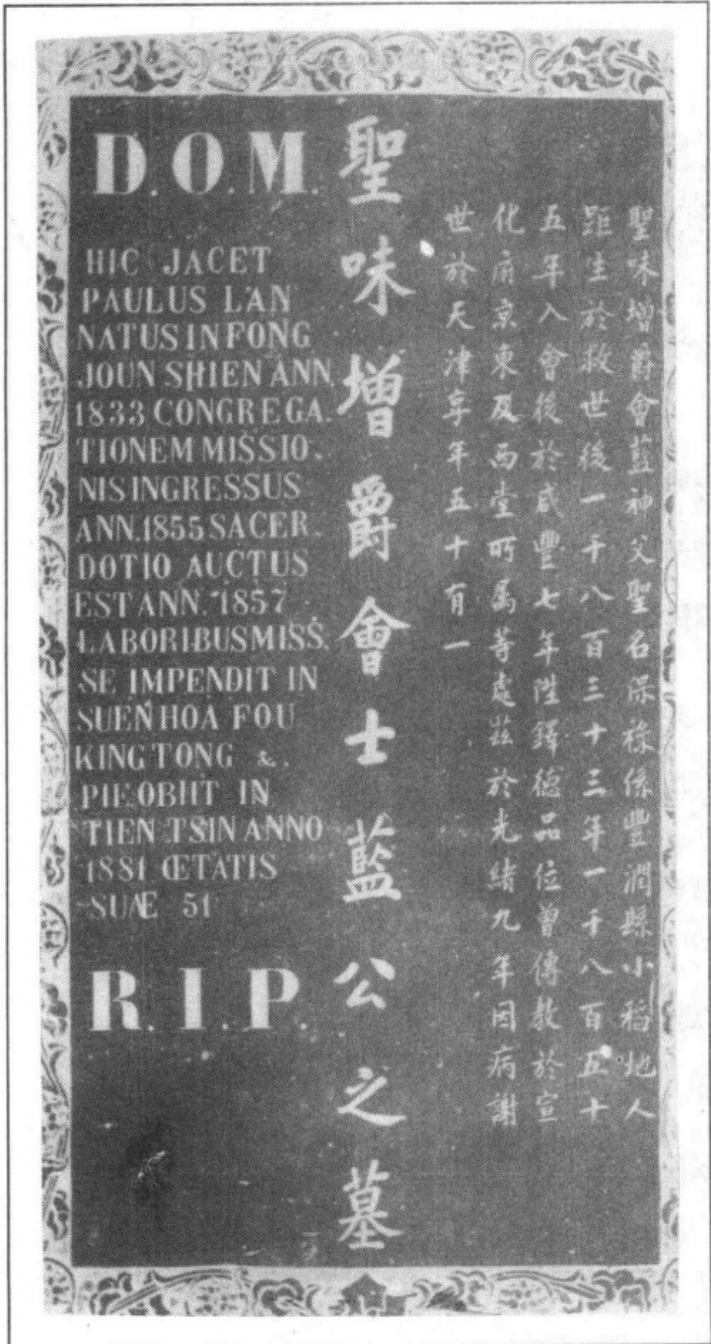 D.O.M.
HIC JACET
PAULUS LAN
NATUS IN FONG
JOUN SHIEN ANN.
1833 CONGREGA-
TIONEM MISSIO-
NIS INGRESSUS
ANN. 1855 SACER-
DOTIO AUCTUS
EST ANN. 1857
LABORIBUS MISS.
SE IMPENDIT IN
SUEN HOA FOU
KING TONG &.
PIE OBIIT IN
TIEN TSIN ANNO
1881 ŒTATIS
SUÆ 51
R.I.P.
聖味增爵會士藍公之墓
聖味增爵會藍神父聖名保祿係豐潤縣小稻地人
距生於救世後一千八百三十三年一千八百五十
五年入會後於咸豐七年陞鐸德品位曾傳教於宣
化府京東及西堂所屬等處茲於光緒九年因病謝
世於天津享年五十有一